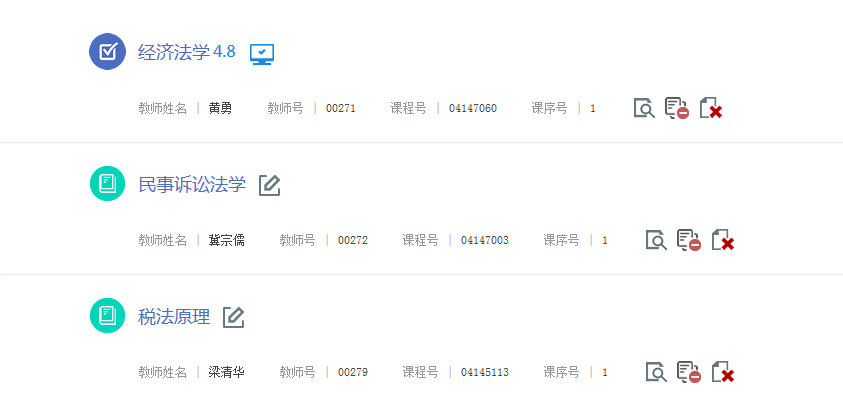 经济法学 4.8
教师姓名 | 黄勇 教师号 | 00271 课程号 | 04147060 课序号 | 1
民事诉讼法学
教师姓名 | 冀宗儒 教师号 | 00272 课程号 | 04147003 课序号 | 1
税法原理
教师姓名 | 梁清华 教师号 | 00279 课程号 | 04145113 课序号 | 1